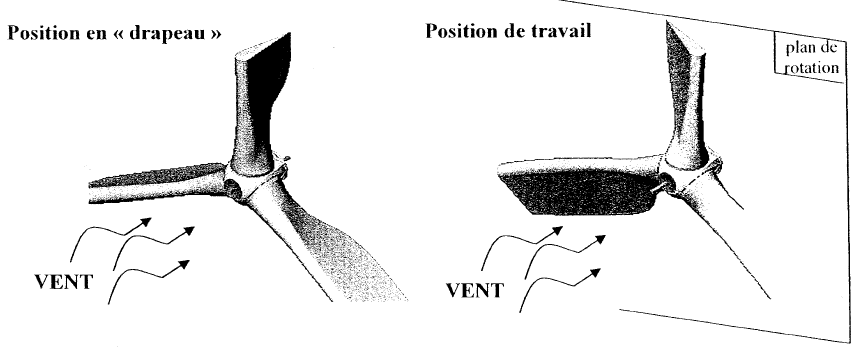 Position en « drapeau »
Position de travail
plan de
rotation
VENT
VENT